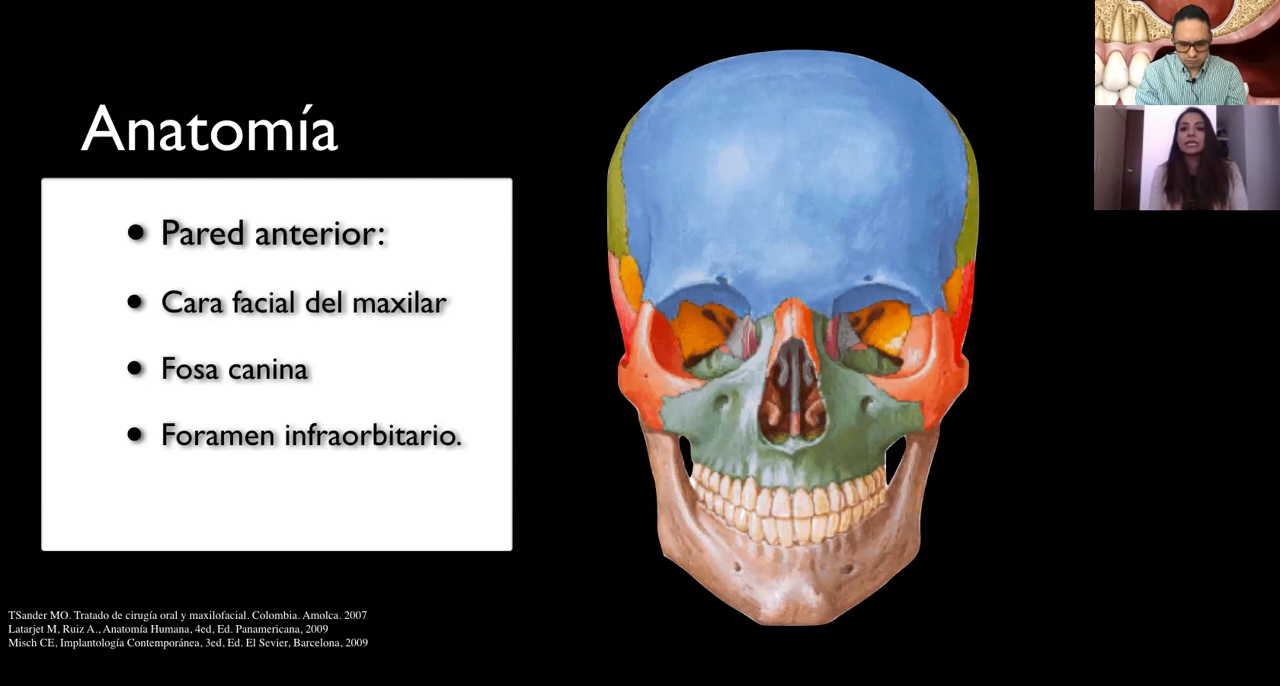 Anatomía
• Pared anterior:
• Cara facial del maxilar
• Fosa canina
• Foramen infraorbitario.
TSander MO. Tratado de cirugía oral y maxilofacial. Colombia. Amolca. 2007
Latarjet M, Ruiz A., Anatomía Humana, 4ed, Ed. Panamericana, 2009
Misch CE, Implantología Contemporánea, 3ed, Ed. El Sevier, Barcelona, 2009